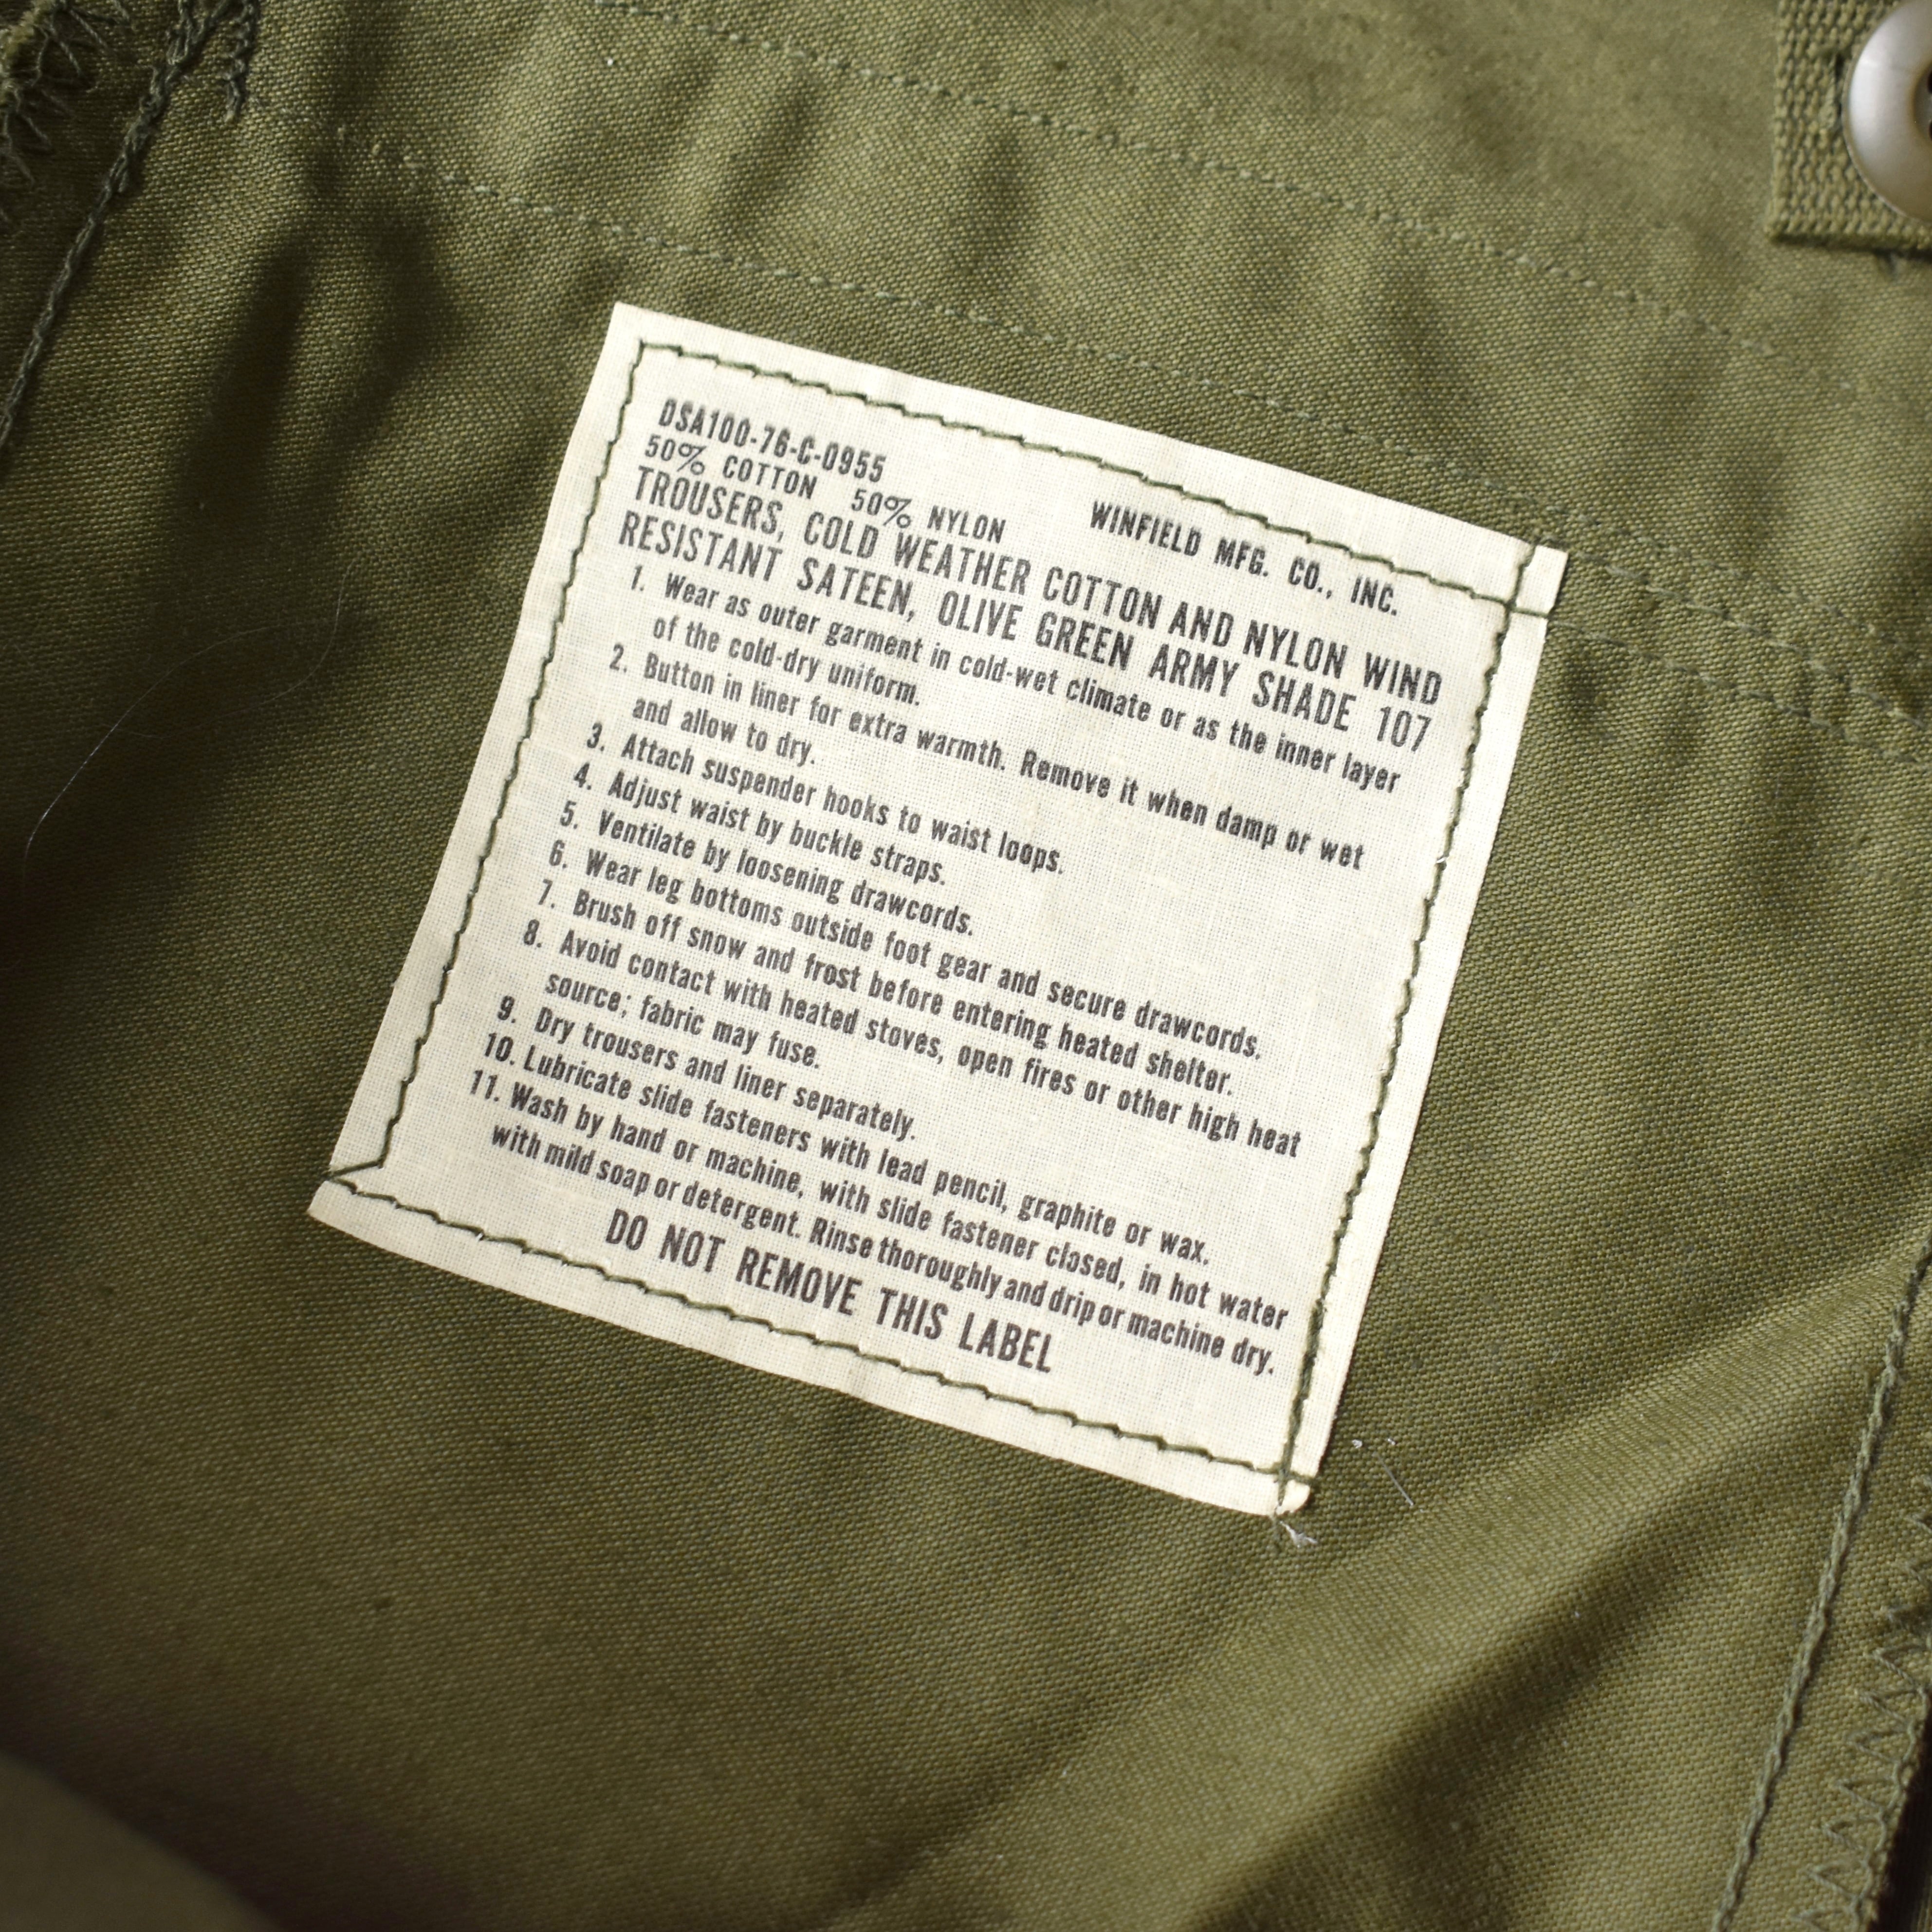 DSA100-76-C-0955
50% COTTON 50% NYLON WINFIELD MFG. CO., INC.
TROUSERS, COLD WEATHER COTTON AND NYLON WIND
RESISTANT SATEEN, OLIVE GREEN ARMY SHADE 107
1. Wear as outer garment in cold-wet climate or as the inner layer
of the cold-dry uniform.
2. Button in liner for extra warmth. Remove it when damp or wet
and allow to dry.
3. Attach suspender hooks to waist loops.
4. Adjust waist by buckle straps.
5. Ventilate by loosening drawcords.
6. Wear leg bottoms outside foot gear and secure drawcords.
7. Brush off snow and frost before entering heated shelter.
8. Avoid contact with heated stoves, open fires or other high heat
source; fabric may fuse.
9. Dry trousers and liner separately.
10. Lubricate slide fasteners with lead pencil, graphite or wax.
11. Wash by hand or machine, with slide fastener closed, in hot water
with mild soap or detergent. Rinse thoroughly and drip or machine dry.
DO NOT REMOVE THIS LABEL